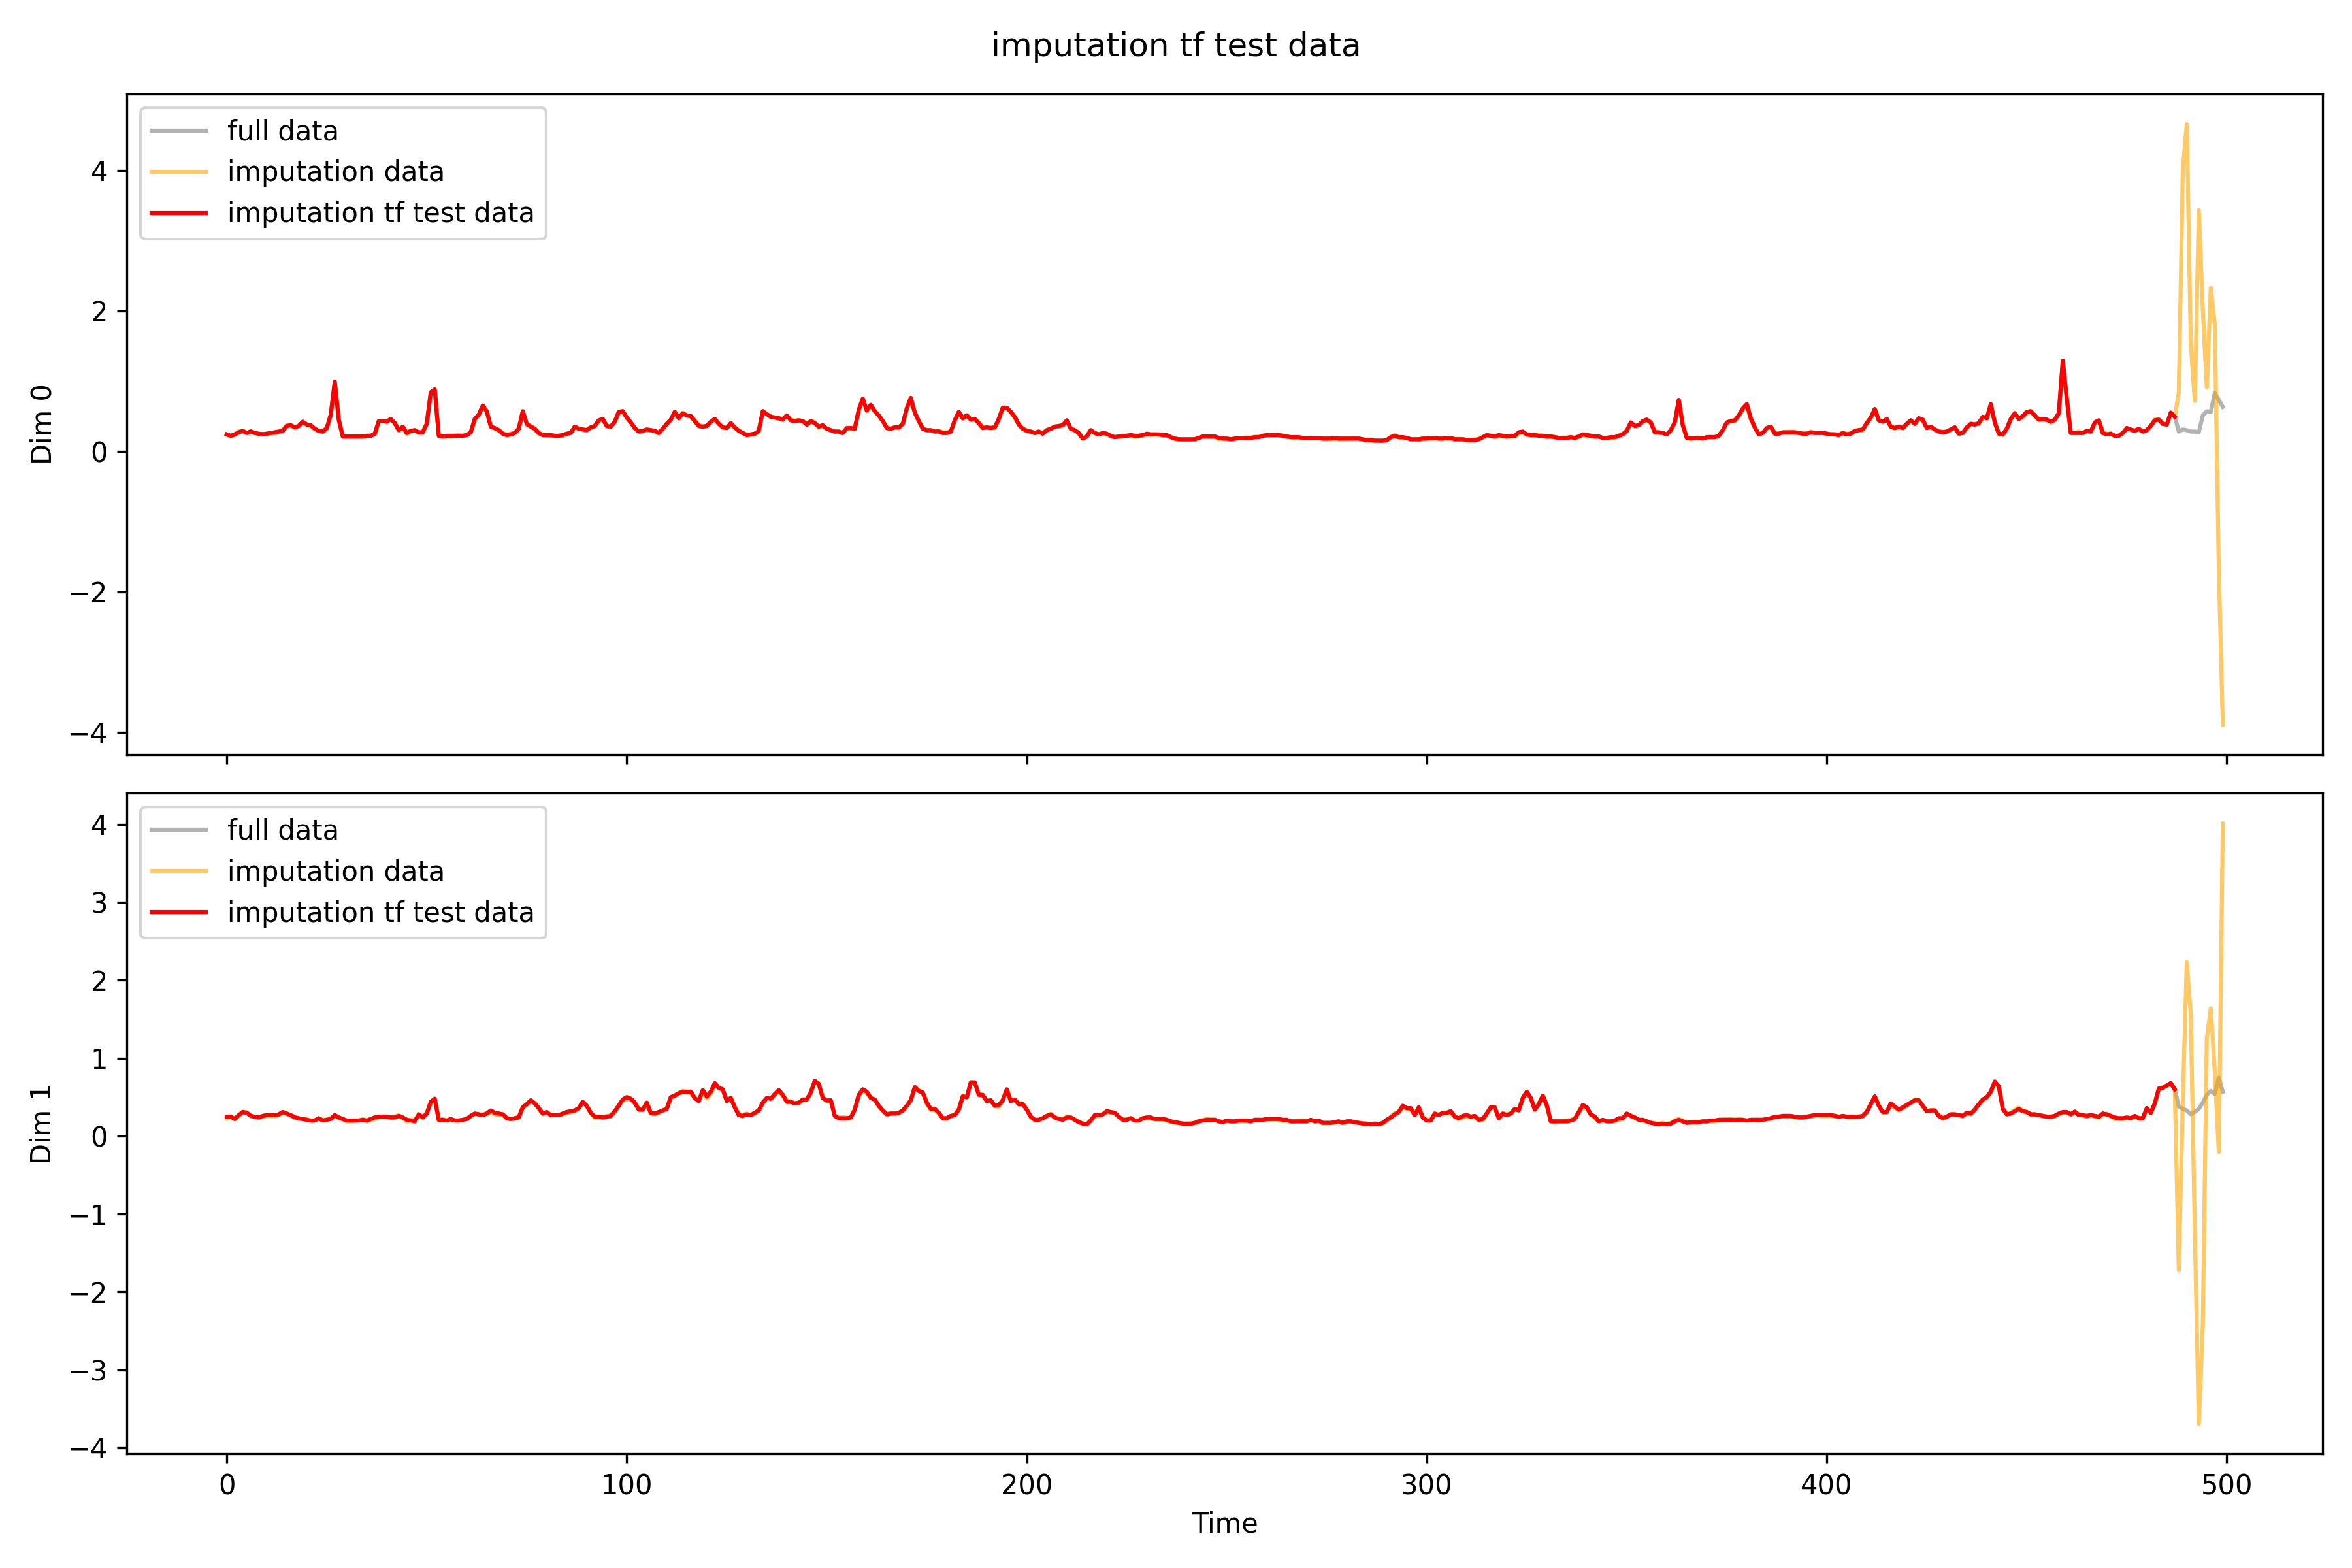 imputation tf test data
full data
imputation data
imputation tf test data
4
2
0
−2
−4
Dim 0
full data
imputation data
imputation tf test data
4
3
2
1
0
−1
−2
−3
−4
Dim 1
0 100 200 300 400 500
Time